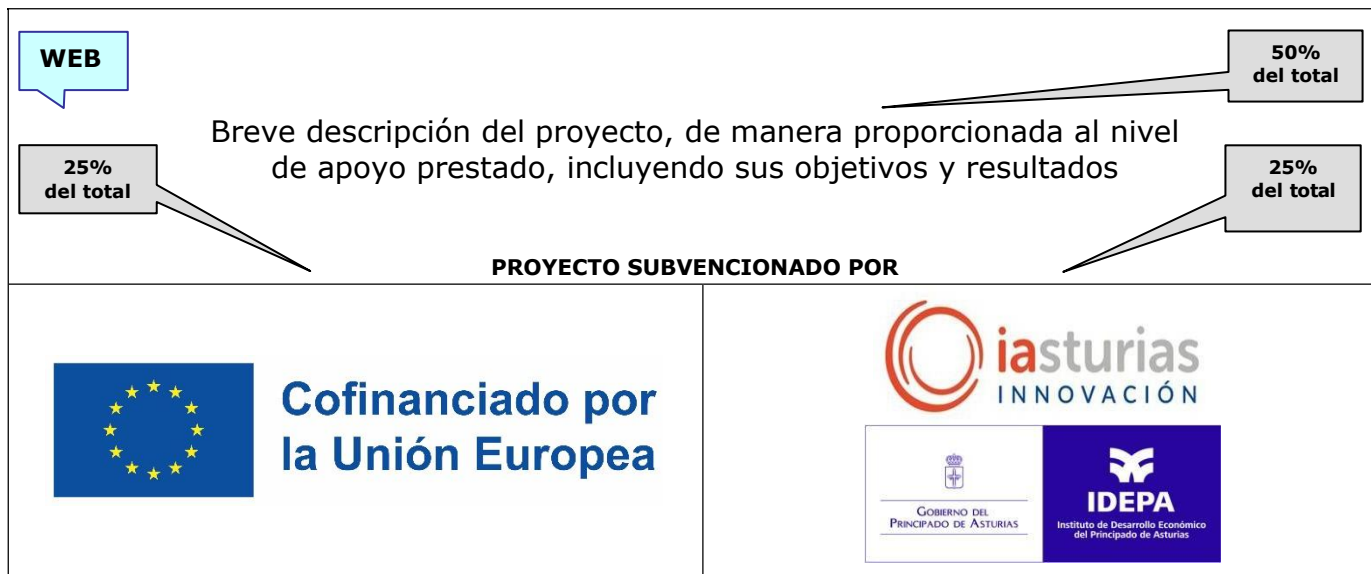 WEB
50%
del total
Breve descripción del proyecto, de manera proporcionada al nivel
de apoyo prestado, incluyendo sus objetivos y resultados
25%
del total
25%
del total
PROYECTO SUBVENCIONADO POR
Cofinanciado por
la Unión Europea
iasturias
INNOVACIÓN
GOBIERNO DEL
PRINCIPADO DE ASTURIAS
IDEPA
Instituto de Desarrollo Económico
del Principado de Asturias